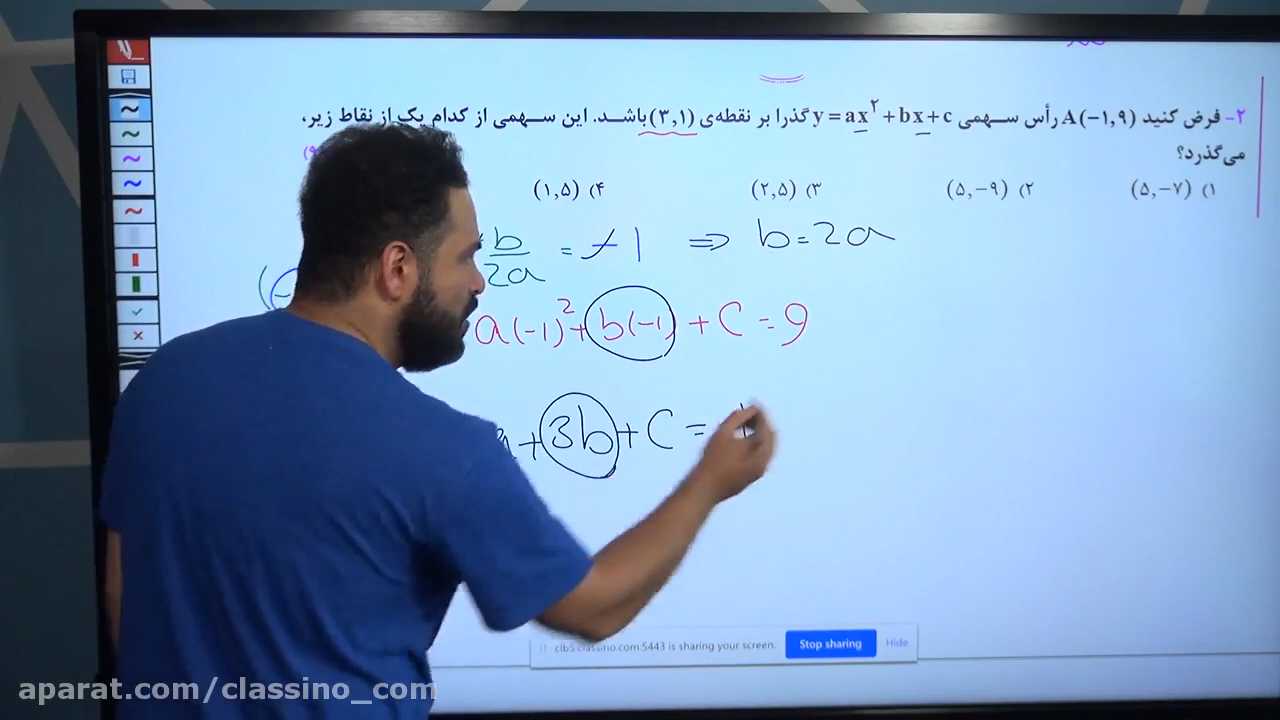 ۲- فرض کنید A(−۱,۹) رأس سهمی y = ax^۲ + bx + c گذرا بر نقطه‌ی (۳,۱) باشد. این سهمی از کدام یک از نقاط زیر،
می‌گذرد؟
۱) (۵,−۷) ۲) (۵,−۹) ۳) (۲,۵) ۴) (۱,۵)
b/2a = -1 ⇒ b=2a
a(-1)^2+b(-1)+C=9
+3b+C=
clb5.classino.com:5443 is sharing your screen. Stop sharing Hide
aparat.com/classino_com